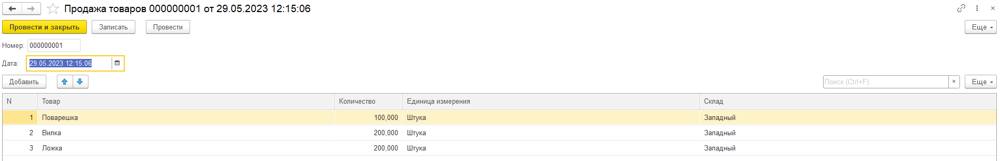 Продажа товаров 000000001 от 29.05.2023 12:15:06
Провести и закрыть Записать Провести Еще
Номер: 000000001
Дата: 29.05.2023 12:15:06
Добавить Поиск (Ctrl+F) × Еще
N Товар Количество Единица измерения Склад
1 Поварешка 100,000 Штука Западный
2 Вилка 200,000 Штука Западный
3 Ложка 200,000 Штука Западный